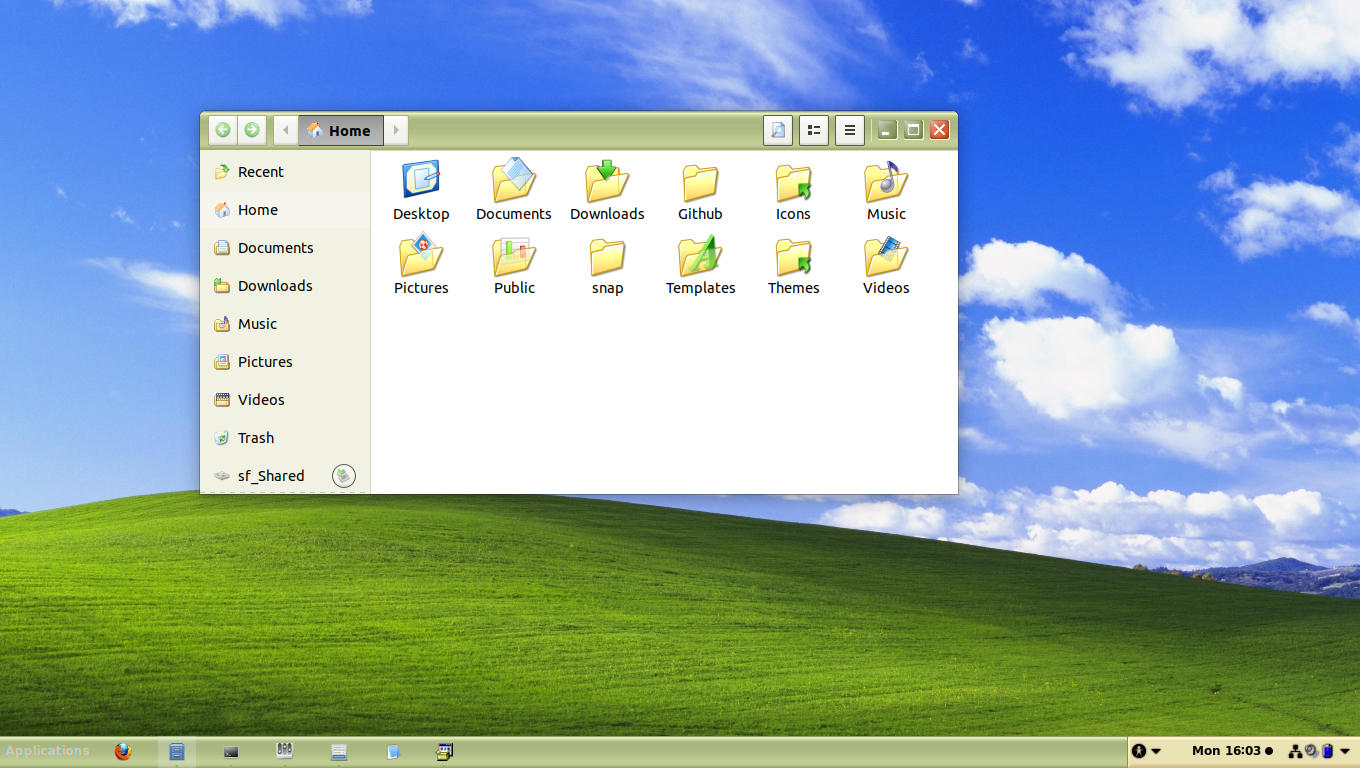 Home
Recent
Home
Documents
Downloads
Music
Pictures
Videos
Trash
sf_Shared
Desktop Documents Downloads Github Icons Music
Pictures Public snap Templates Themes Videos
Applications
Mon 16:03